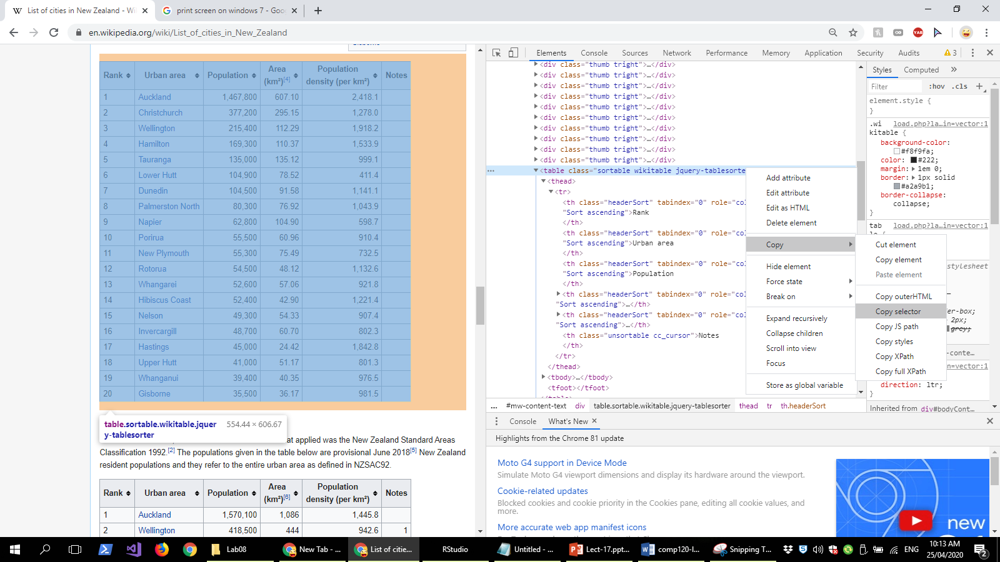 List of cities in New Zealand - Wi
print screen on windows 7 - Goo
en.wikipedia.org/wiki/List_of_cities_in_New_Zealand
Rank Urban area Population Area (km²)[4] Population density (per km²) Notes
1 Auckland 1,467,800 607.10 2,418.1
2 Christchurch 377,200 295.15 1,278.0
3 Wellington 215,400 112.29 1,918.2
4 Hamilton 169,300 110.37 1,533.9
5 Tauranga 135,000 135.12 999.1
6 Lower Hutt 104,900 78.52 411.4
7 Dunedin 104,500 91.58 1,141.1
8 Palmerston North 80,300 76.92 1,043.9
9 Napier 62,800 104.90 598.7
10 Porirua 55,500 60.96 910.4
11 New Plymouth 55,300 75.49 732.5
12 Rotorua 54,500 48.12 1,132.6
13 Whangarei 52,600 57.06 921.8
14 Hibiscus Coast 52,400 42.90 1,221.4
15 Nelson 49,300 54.33 907.4
16 Invercargill 48,700 60.70 802.3
17 Hastings 45,000 24.42 1,842.8
18 Upper Hutt 41,000 51.17 801.3
19 Whanganui 39,400 40.35 976.5
20 Gisborne 35,500 36.17 981.5
table.sortable.wikitable.jquer
y-tablesorter
554.44 × 606.67
at applied was the New Zealand Standard Areas
Classification 1992.[2] The populations given in the table below are provisional June 2018[5] New Zealand
resident populations and they refer to the entire urban area as defined in NZSAC92.
Rank Urban area Population Area (km²)[6] Population density (per km²) Notes
1 Auckland 1,570,100 1,086 1,445.8
2 Wellington 418,500 444 942.6 1
Elements Console Sources Network Performance Memory Application Security Audits 3
<div class="thumb tright">…</div>
<div class="thumb tright">…</div>
<div class="thumb tright">…</div>
<div class="thumb tright">…</div>
<div class="thumb tright">…</div>
<div class="thumb tright">…</div>
<div class="thumb tright">…</div>
<div class="thumb tright">…</div>
<div class="thumb tright">…</div>
<div class="thumb tright">…</div>
<table class="sortable wikitable jquery-tablesorte
<thead>
<tr>
<th class="headerSort" tabindex="0" role="co
"Sort ascending">Rank
</th>
<th class="headerSort" tabindex="0" role="co
"Sort ascending">Urban area
</th>
<th class="headerSort" tabindex="0" role="co
"Sort ascending">Population
</th>
<th class="headerSort" tabindex="0" role="co
"Sort ascending">…</th>
<th class="headerSort" tabindex="0" role="co
"Sort ascending">…</th>
<th class="unsortable cc_cursor">Notes
</th>
</tr>
</thead>
<tbody>…</tbody>
<tfoot></tfoot>
Add attribute
Edit attribute
Edit as HTML
Delete element
Copy
Hide element
Force state
Break on
Expand recursively
Collapse children
Scroll into view
Focus
Store as global variable
Cut element
Copy element
Paste element
Copy outerHTML
Copy selector
Copy JS path
Copy styles
Copy XPath
Copy full XPath
Styles Computed »
Filter :hov .cls +
element.style {
}
.wi load.php?la…in=vector:1
kitable {
background-color:
#f8f9fa;
color: #222;
margin: 1em 0;
border: 1px solid
#a2a9b1;
border-collapse:
collapse;
}
tab load.php?la…in=vector:1
stylesheet
er-box;
2px;
grey;
-conte…
in=vector:1
direction: ltr;
}
Inherited from div#bodyCont…
... #mw-content-text div table.sortable.wikitable.jquery-tablesorter thead tr th.headerSort
Console What's New
Highlights from the Chrome 81 update
Moto G4 support in Device Mode
Simulate Moto G4 viewport dimensions and display its hardware around the viewport.
Cookie-related updates
Blocked cookies and cookie priority in the Cookies pane, editing all cookie values, and
more.
More accurate web app manifest icons
new
Lab08
New Tab - ...
List of citie...
RStudio
Untitled - ...
Lect-17.ppt...
comp120-l...
Snipping T...
ENG
10:13 AM
25/04/2020
2